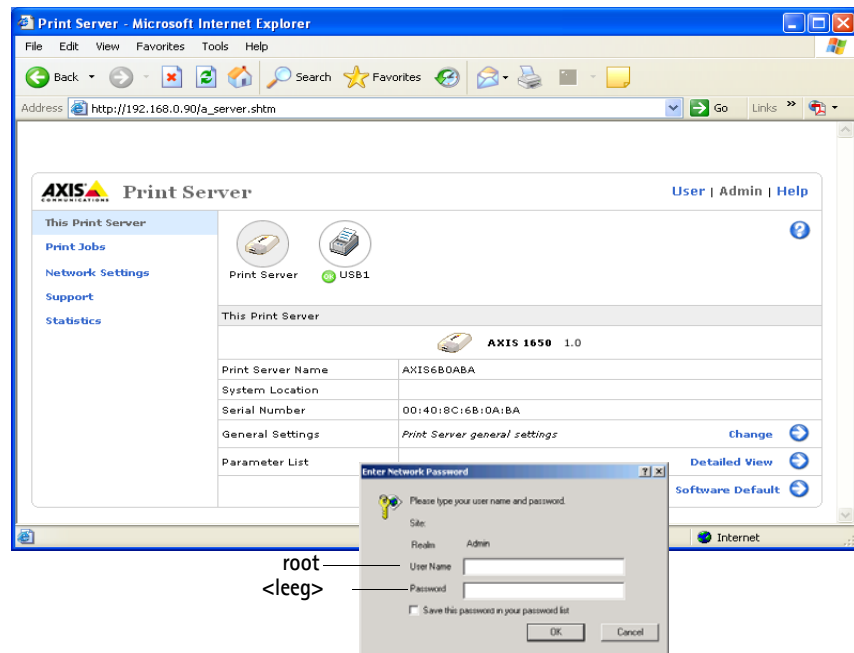 Print Server - Microsoft Internet Explorer
File Edit View Favorites Tools Help
Back Search Favorites
Address http://192.168.0.90/a_server.shtm Go Links »
AXIS COMMUNICATIONS Print Server User | Admin | Help
This Print Server
Print Jobs
Network Settings
Support
Statistics
?
Print Server OK USB1
This Print Server
AXIS 1650 1.0
Print Server Name AXIS6B0ABA
System Location
Serial Number 00:40:8C:6B:0A:BA
General Settings Print Server general settings Change
Parameter List Detailed View
Software Default
Internet
Enter Network Password ? X
Please type your user name and password.
Site:
Realm Admin
root User Name
<leeg> Password
Save this password in your password list
OK Cancel